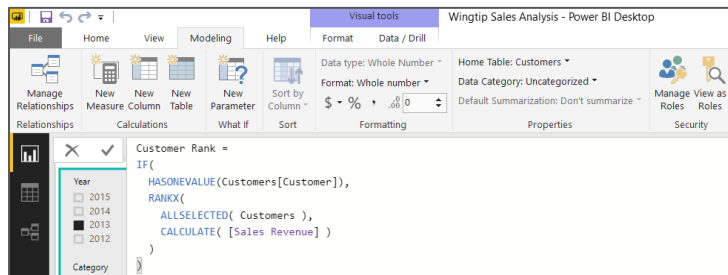 Visual tools
Wingtip Sales Analysis - Power BI Desktop
File Home View Modeling Help Format Data / Drill
Manage Relationships
New Measure
New Column
New Table
New Parameter
Sort by Column
Data type: Whole Number
Format: Whole number
$ % , .00 0
Home Table: Customers
Data Category: Uncategorized
Default Summarization: Don't summarize
Manage Roles
View as Roles
Relationships Calculations What If Sort Formatting Properties Security
Customer Rank =
IF(
HASONEVALUE(Customers[Customer]),
RANKX(
ALLSELECTED( Customers ),
CALCULATE( [Sales Revenue] )
)
)
Year
2015
2014
2013
2012
Category